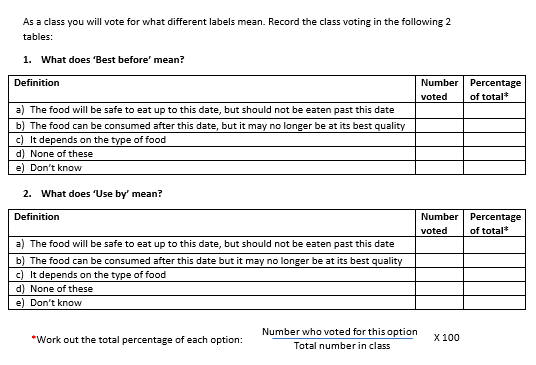 As a class you will vote for what different labels mean. Record the class voting in the following 2
tables:
1. What does ‘Best before’ mean?
Definition Number voted Percentage of total*
a) The food will be safe to eat up to this date, but should not be eaten past this date
b) The food can be consumed after this date, but it may no longer be at its best quality
c) It depends on the type of food
d) None of these
e) Don’t know
2. What does ‘Use by’ mean?
Definition Number voted Percentage of total*
a) The food will be safe to eat up to this date, but should not be eaten past this date
b) The food can be consumed after this date but it may no longer be at its best quality
c) It depends on the type of food
d) None of these
e) Don’t know
*Work out the total percentage of each option:
Number who voted for this option
Total number in class
X 100